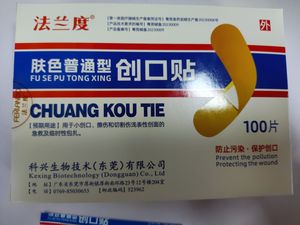 法兰度
外
肤色普通型 创口贴
FU SE PU TONG XING
CHUANG KOU TIE
【预期用途】用于小创口、擦伤和切割伤浅表性创面的
急救及临时性包扎。
100片
科兴生物技术(东莞)有限公司
Kexing Biotechnology (Dongguan) Co., Ltd
防止污染·保护创口
Prevent the pollution
Protecting the wound
电话: 0769-85030655